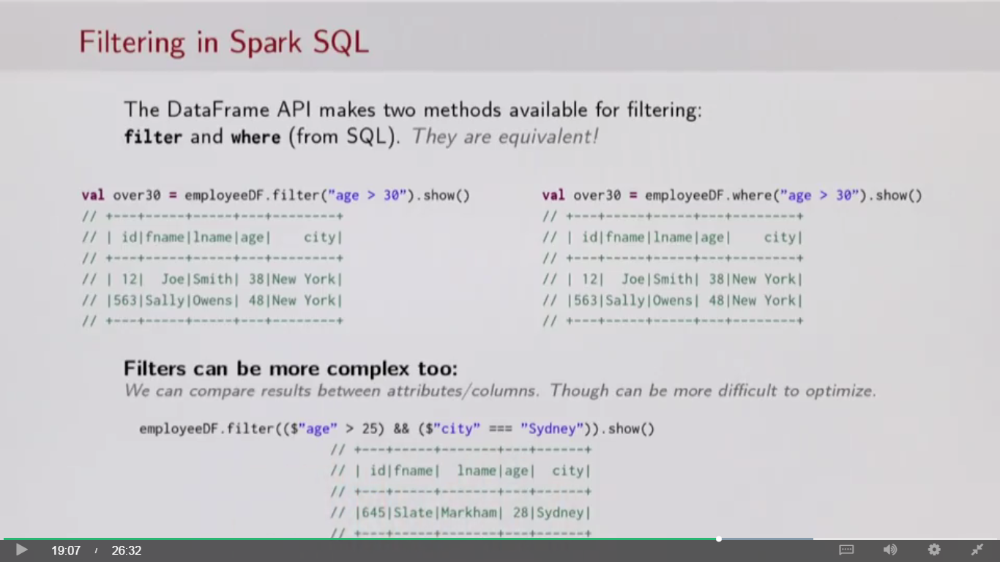 Filtering in Spark SQL
The DataFrame API makes two methods available for filtering:
filter and where (from SQL). They are equivalent!
val over30 = employeeDF.filter("age > 30").show()
// +---+-----+-----+---+--------+
// | id|fname|lname|age|    city|
// +---+-----+-----+---+--------+
// | 12|  Joe|Smith| 38|New York|
// |563|Sally|Owens| 48|New York|
// +---+-----+-----+---+--------+
val over30 = employeeDF.where("age > 30").show()
// +---+-----+-----+---+--------+
// | id|fname|lname|age|    city|
// +---+-----+-----+---+--------+
// | 12|  Joe|Smith| 38|New York|
// |563|Sally|Owens| 48|New York|
// +---+-----+-----+---+--------+
Filters can be more complex too:
We can compare results between attributes/columns. Though can be more difficult to optimize.
employeeDF.filter(($"age" > 25) && ($"city" === "Sydney")).show()
// +---+-----+-------+---+------+
// | id|fname|  lname|age|  city|
// +---+-----+-------+---+------+
// |645|Slate|Markham| 28|Sydney|
// +---+-----+-------+---+------+
19:07 / 26:32